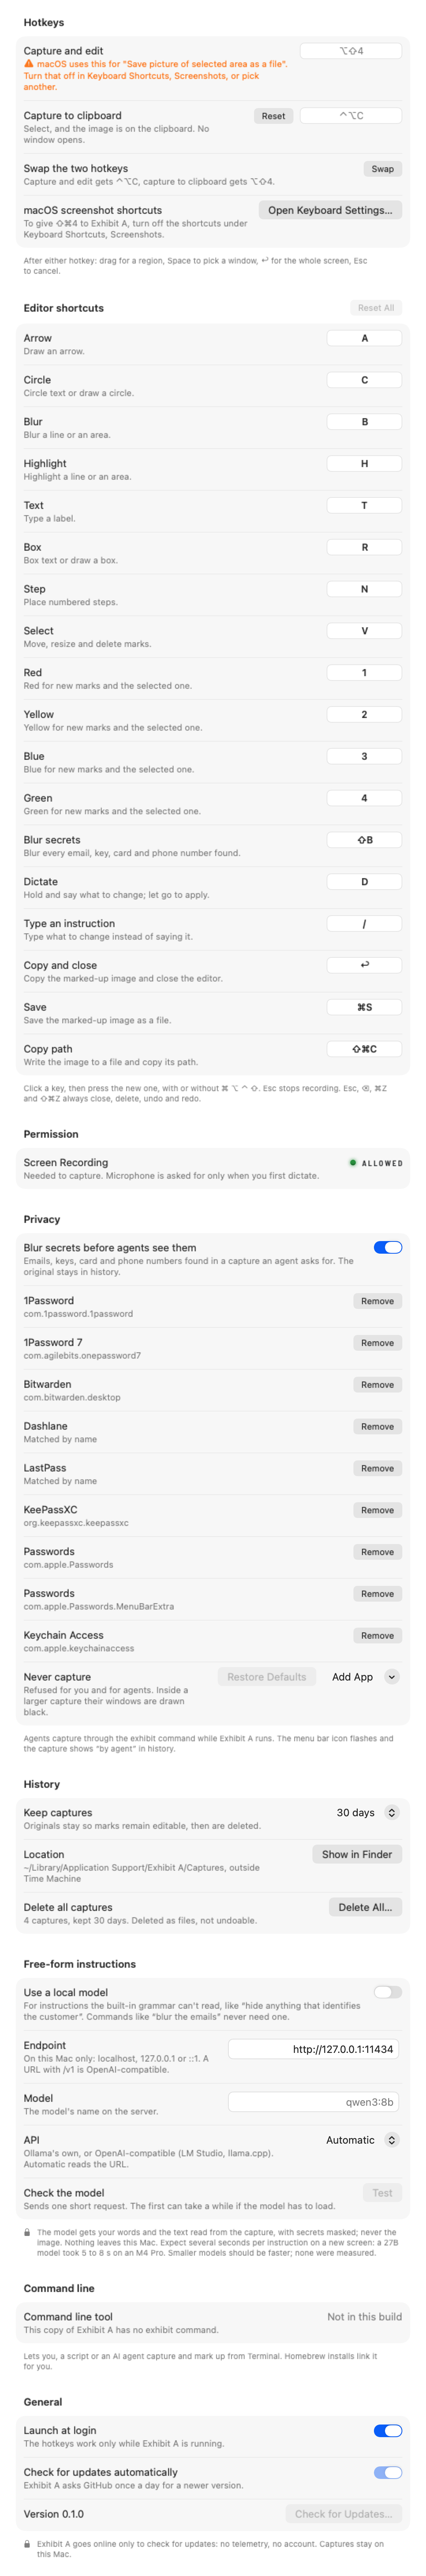 Hotkeys
Capture and edit
⌥⇧4
⚠ macOS uses this for "Save picture of selected area as a file".
Turn that off in Keyboard Shortcuts, Screenshots, or pick
another.
Capture to clipboard
Reset
^⌥C
Select, and the image is on the clipboard. No
window opens.
Swap the two hotkeys
Swap
Capture and edit gets ^⌥C, capture to clipboard gets ⌥⇧4.
macOS screenshot shortcuts
Open Keyboard Settings...
To give ⇧⌘4 to Exhibit A, turn off the shortcuts under
Keyboard Shortcuts, Screenshots.
After either hotkey: drag for a region, Space to pick a window, ↩ for the whole screen, Esc
to cancel.
Editor shortcuts
Reset All
Arrow
A
Draw an arrow.
Circle
C
Circle text or draw a circle.
Blur
B
Blur a line or an area.
Highlight
H
Highlight a line or an area.
Text
T
Type a label.
Box
R
Box text or draw a box.
Step
N
Place numbered steps.
Select
V
Move, resize and delete marks.
Red
1
Red for new marks and the selected one.
Yellow
2
Yellow for new marks and the selected one.
Blue
3
Blue for new marks and the selected one.
Green
4
Green for new marks and the selected one.
Blur secrets
⇧B
Blur every email, key, card and phone number found.
Dictate
D
Hold and say what to change; let go to apply.
Type an instruction
/
Type what to change instead of saying it.
Copy and close
↩
Copy the marked-up image and close the editor.
Save
⌘S
Save the marked-up image as a file.
Copy path
⇧⌘C
Write the image to a file and copy its path.
Click a key, then press the new one, with or without ⌘ ⌥ ^ ⇧. Esc stops recording. Esc, ⌫, ⌘Z
and ⇧⌘Z always close, delete, undo and redo.
Permission
Screen Recording
ALLOWED
Needed to capture. Microphone is asked for only when you first dictate.
Privacy
Blur secrets before agents see them
Emails, keys, card and phone numbers found in a capture an agent asks for. The
original stays in history.
1Password
Remove
com.1password.1password
1Password 7
Remove
com.agilebits.onepassword7
Bitwarden
Remove
com.bitwarden.desktop
Dashlane
Remove
Matched by name
LastPass
Remove
Matched by name
KeePassXC
Remove
org.keepassxc.keepassxc
Passwords
Remove
com.apple.Passwords
Passwords
Remove
com.apple.Passwords.MenuBarExtra
Keychain Access
Remove
com.apple.keychainaccess
Never capture
Restore Defaults
Add App
Refused for you and for agents. Inside a
larger capture their windows are drawn
black.
Agents capture through the exhibit command while Exhibit A runs. The menu bar icon flashes and
the capture shows "by agent" in history.
History
Keep captures
30 days
Originals stay so marks remain editable, then are deleted.
Location
Show in Finder
~/Library/Application Support/Exhibit A/Captures, outside
Time Machine
Delete all captures
Delete All...
4 captures, kept 30 days. Deleted as files, not undoable.
Free-form instructions
Use a local model
For instructions the built-in grammar can't read, like "hide anything that identifies
the customer". Commands like "blur the emails" never need one.
Endpoint
http://127.0.0.1:11434
On this Mac only: localhost, 127.0.0.1 or ::1. A
URL with /v1 is OpenAI-compatible.
Model
qwen3:8b
The model's name on the server.
API
Automatic
Ollama's own, or OpenAI-compatible (LM Studio, llama.cpp).
Automatic reads the URL.
Check the model
Test
Sends one short request. The first can take a while if the model has to load.
The model gets your words and the text read from the capture, with secrets masked; never the
image. Nothing leaves this Mac. Expect several seconds per instruction on a new screen: a 27B
model took 5 to 8 s on an M4 Pro. Smaller models should be faster; none were measured.
Command line
Command line tool
Not in this build
This copy of Exhibit A has no exhibit command.
Lets you, a script or an AI agent capture and mark up from Terminal. Homebrew installs link it
for you.
General
Launch at login
The hotkeys work only while Exhibit A is running.
Check for updates automatically
Exhibit A asks GitHub once a day for a newer version.
Version 0.1.0
Check for Updates...
Exhibit A goes online only to check for updates: no telemetry, no account. Captures stay on
this Mac.